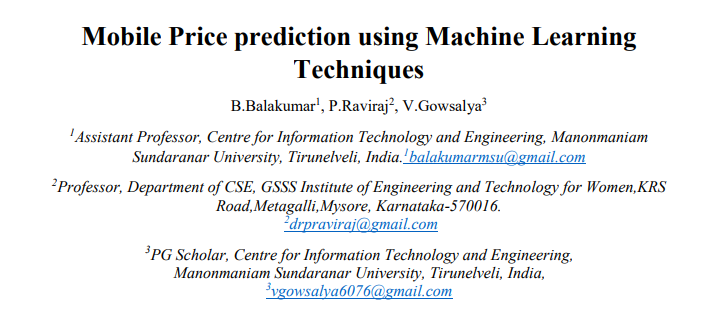 Mobile Price prediction using Machine Learning
Techniques
B.Balakumar1, P.Raviraj2, V.Gowsalya3
1Assistant Professor, Centre for Information Technology and Engineering, Manonmaniam
Sundaranar University, Tirunelveli, India.1balakumarmsu@gmail.com
2Professor, Department of CSE, GSSS Institute of Engineering and Technology for Women,KRS
Road,Metagalli,Mysore, Karnataka-570016.
2drpraviraj@gmail.com
3PG Scholar, Centre for Information Technology and Engineering,
Manonmaniam Sundaranar University, Tirunelveli, India,
3vgowsalya6076@gmail.com